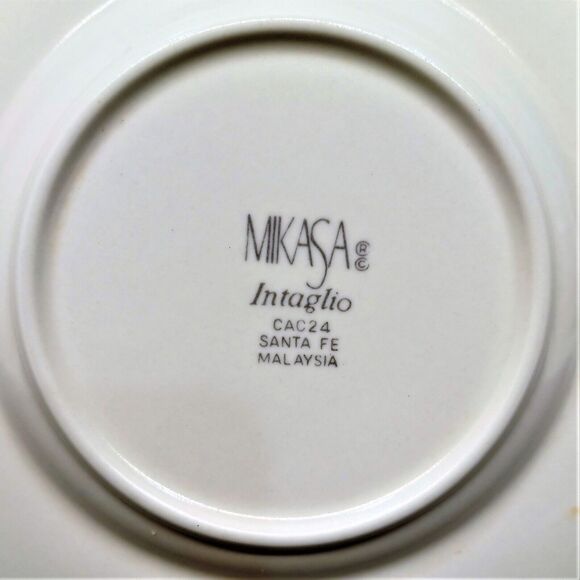 MIKASA ® ©
Intaglio
CAC24
SANTA FE
MALAYSIA